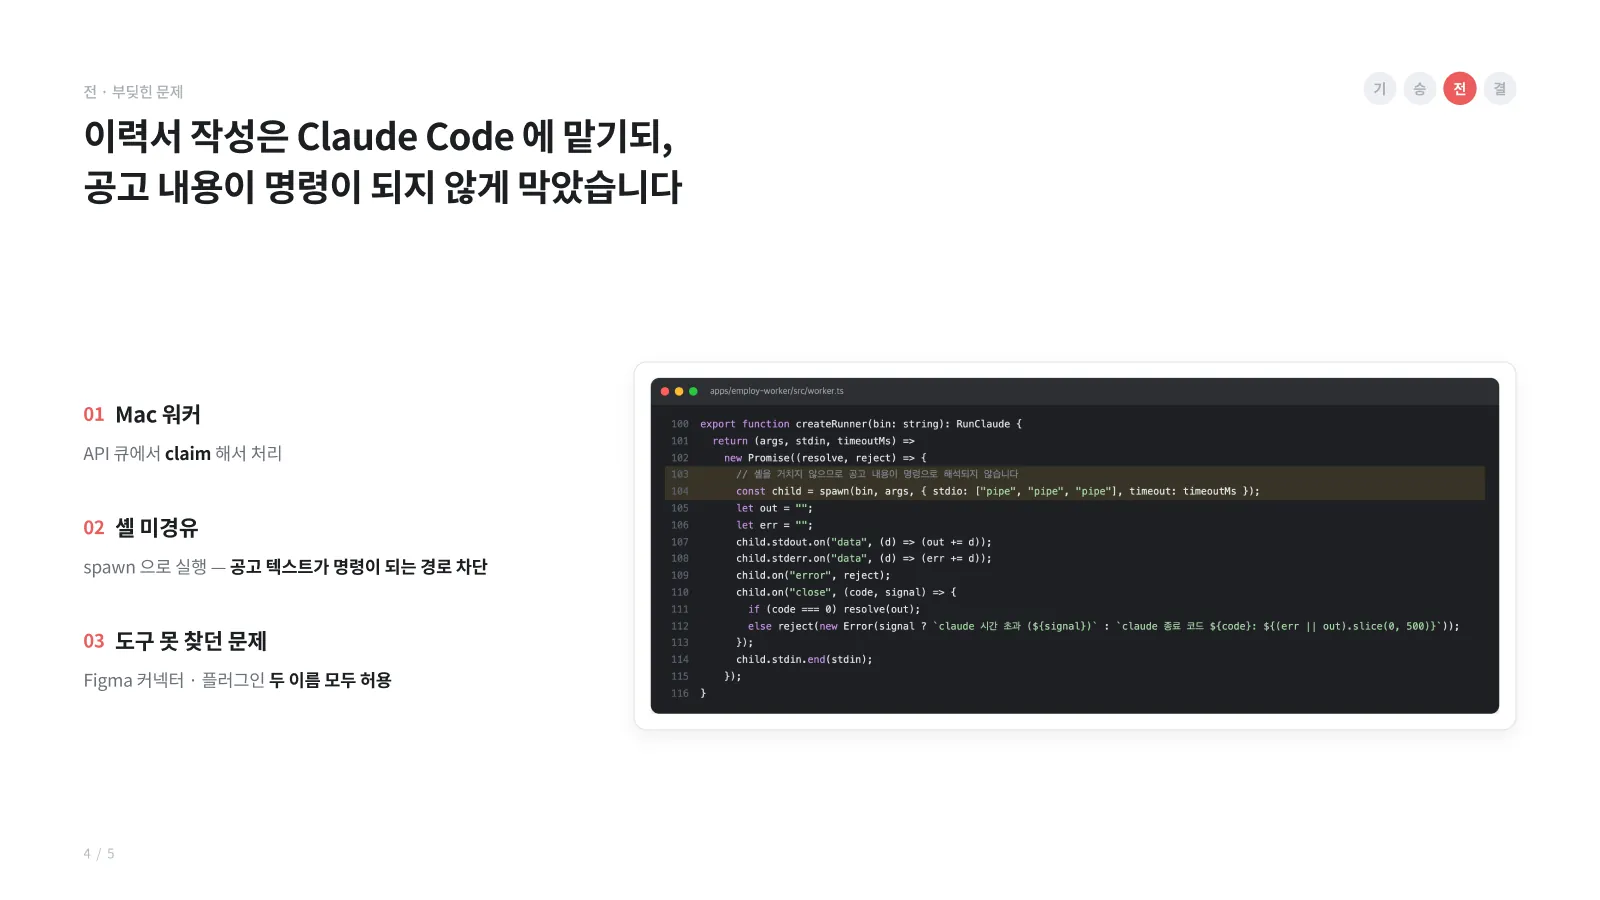 전 · 부딪힌 문제
기 승 전 결
이력서 작성은 Claude Code 에 맡기되,
공고 내용이 명령이 되지 않게 막았습니다
01 Mac 워커
API 큐에서 claim 해서 처리
02 셸 미경유
spawn 으로 실행 — 공고 텍스트가 명령이 되는 경로 차단
03 도구 못 찾던 문제
Figma 커넥터 · 플러그인 두 이름 모두 허용
apps/employ-worker/src/worker.ts
100 export function createRunner(bin: string): RunClaude {
101 return (args, stdin, timeoutMs) =>
102 new Promise((resolve, reject) => {
103 // 셸을 거치지 않으므로 공고 내용이 명령으로 해석되지 않습니다
104 const child = spawn(bin, args, { stdio: ["pipe", "pipe", "pipe"], timeout: timeoutMs });
105 let out = "";
106 let err = "";
107 child.stdout.on("data", (d) => (out += d));
108 child.stderr.on("data", (d) => (err += d));
109 child.on("error", reject);
110 child.on("close", (code, signal) => {
111 if (code === 0) resolve(out);
112 else reject(new Error(signal ? `claude 시간 초과 (${signal})` : `claude 종료 코드 ${code}: ${(err || out).slice(0, 500)}`));
113 });
114 child.stdin.end(stdin);
115 });
116 }
4 / 5